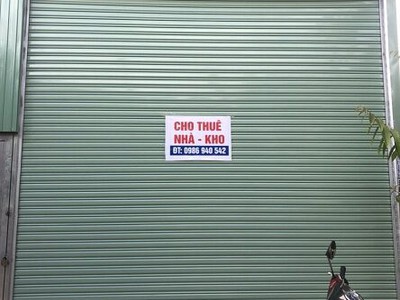 CHO THUÊ
NHÀ - KHO
ĐT: 0986 940 542